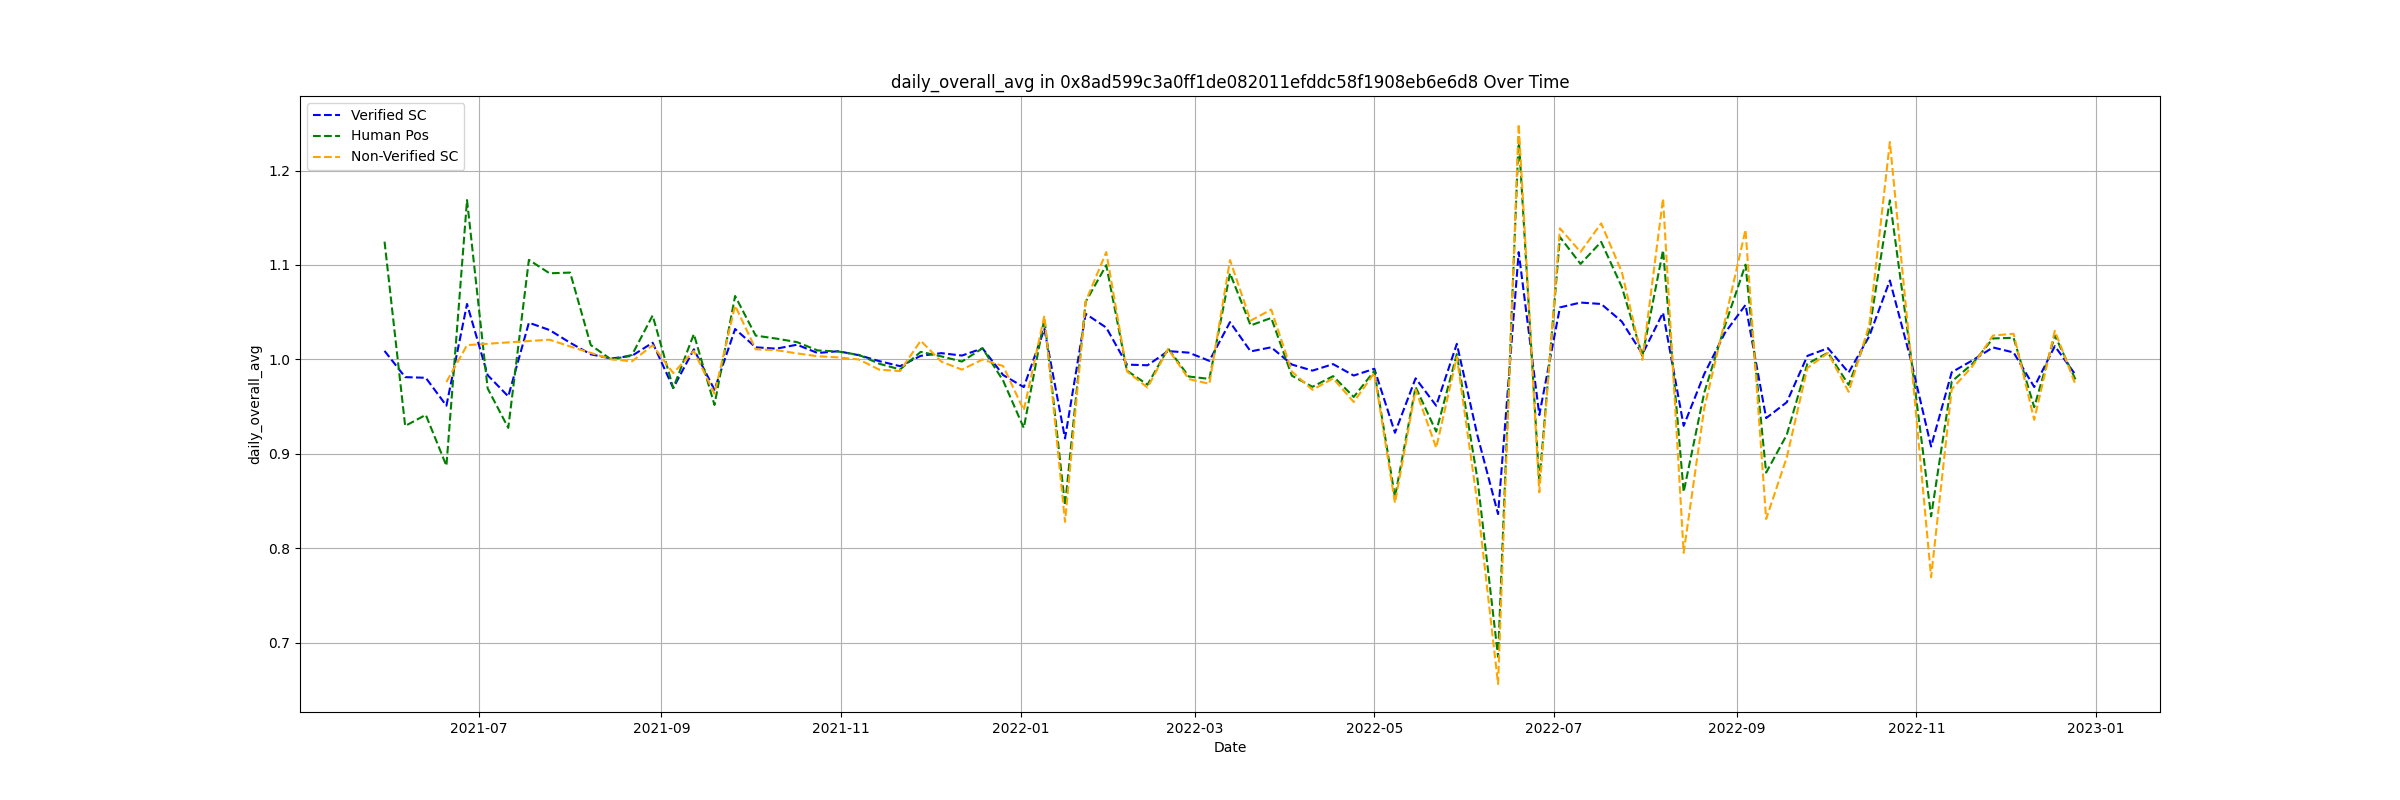 daily_overall_avg in 0x8ad599c3a0ff1de082011efddc58f1908eb6e6d8 Over Time
Verified SC
Human Pos
Non-Verified SC
daily_overall_avg
1.2
1.1
1.0
0.9
0.8
0.7
2021-07
2021-09
2021-11
2022-01
2022-03
2022-05
2022-07
2022-09
2022-11
2023-01
Date